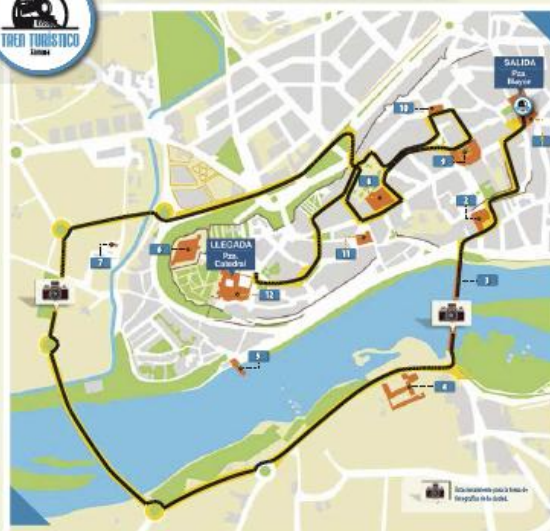 TREN TURÍSTICO
SALIDA
Pza.
Mayor
1
10
9
8
2
11
6
LLEGADA
Pza.
Catedral
7
12
3
5
4